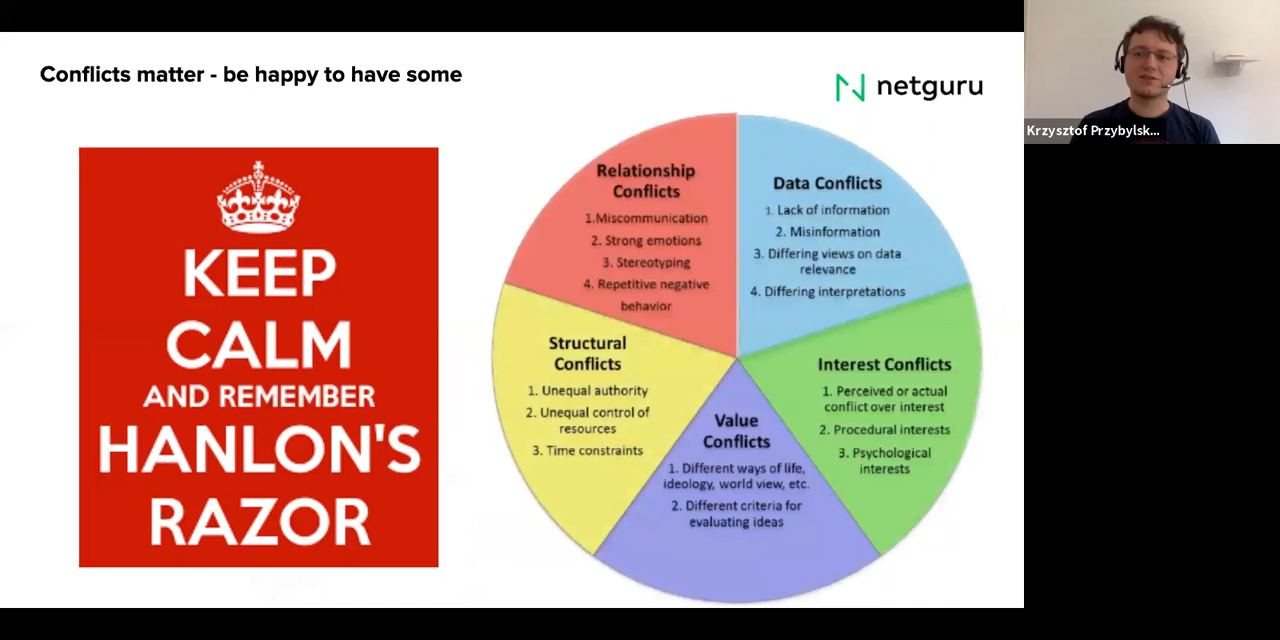 Conflicts matter - be happy to have some
netguru
Krzysztof Przybylsk...
KEEP
CALM
AND REMEMBER
HANLON'S
RAZOR
Relationship
Conflicts
1.Miscommunication
2. Strong emotions
3. Stereotyping
4. Repetitive negative
behavior
Data Conflicts
1. Lack of information
2. Misinformation
3. Differing views on data
relevance
4. Differing interpretations
Structural
Conflicts
1. Unequal authority
2. Unequal control of
resources
3. Time constraints
Interest Conflicts
1. Perceived or actual
conflict over interest
2. Procedural interests
3. Psychological
interests
Value
Conflicts
1. Different ways of life,
ideology, world view, etc.
2. Different criteria for
evaluating ideas